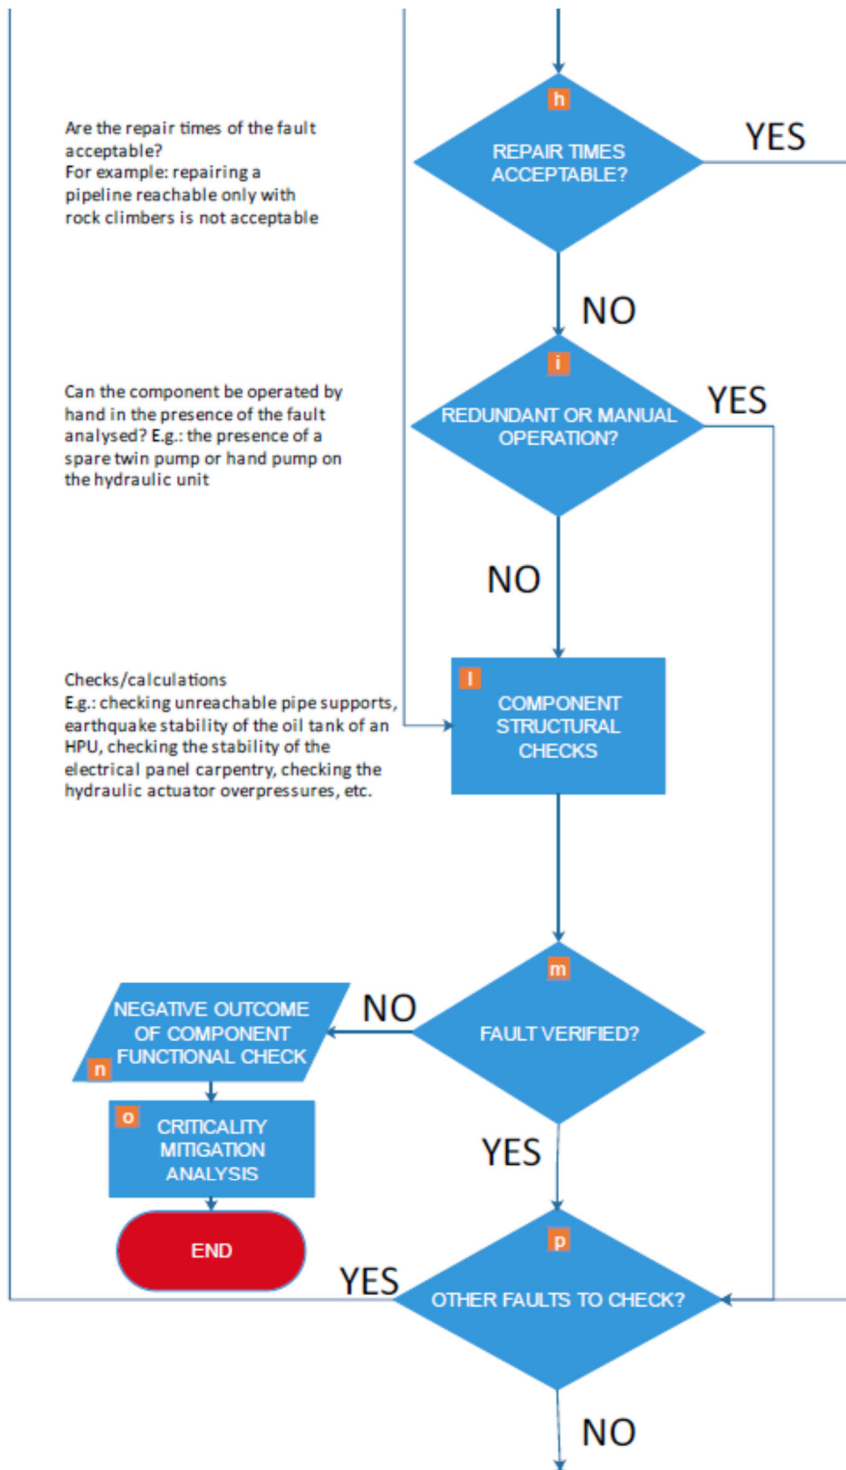 h
REPAIR TIMES
ACCEPTABLE?
YES
Are the repair times of the fault
acceptable?
For example: repairing a
pipeline reachable only with
rock climbers is not acceptable
NO
i
REDUNDANT OR MANUAL
OPERATION?
YES
Can the component be operated by
hand in the presence of the fault
analysed? E.g.: the presence of a
spare twin pump or hand pump on
the hydraulic unit
NO
l
COMPONENT
STRUCTURAL
CHECKS
Checks/calculations
E.g.: checking unreachable pipe supports,
earthquake stability of the oil tank of an
HPU, checking the stability of the
electrical panel carpentry, checking the
hydraulic actuator overpressures, etc.
m
FAULT VERIFIED?
NO
NEGATIVE OUTCOME
OF COMPONENT
FUNCTIONAL CHECK
n
o
CRITICALITY
MITIGATION
ANALYSIS
END
YES
p
OTHER FAULTS TO CHECK?
YES
NO